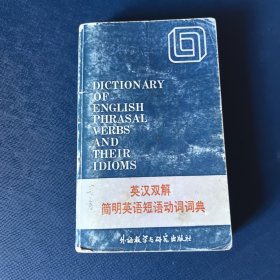 DICTIONARY
OF
ENGLISH
PHRASAL
VERBS
AND
THEIR
IDIOMS
英汉双解
简明英语短语动词词典
外语教学与研究出版社